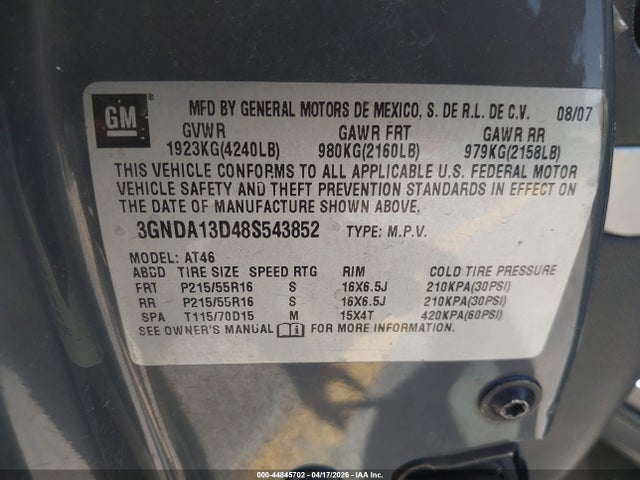 GM ®
MFD BY GENERAL MOTORS DE MEXICO, S. DE R.L. DE C.V. 08/07
GVWR GAWR FRT GAWR RR
1923KG(4240LB) 980KG(2160LB) 979KG(2158LB)
THIS VEHICLE CONFORMS TO ALL APPLICABLE U.S. FEDERAL MOTOR
VEHICLE SAFETY AND THEFT PREVENTION STANDARDS IN EFFECT ON
THE DATE OF MANUFACTURE SHOWN ABOVE.
3GNDA13D48S543852 TYPE: M.P.V.
MODEL: AT46
ABDD TIRE SIZE SPEED RTG RIM COLD TIRE PRESSURE
FRT P215/55R16 S 16X6.5J 210KPA(30PSI)
RR P215/55R16 S 16X6.5J 210KPA(30PSI)
SPA T115/70D15 M 15X4T 420KPA(60PSI)
SEE OWNER'S MANUAL FOR MORE INFORMATION.
000-44845702 - 04/17/2026 - IAA Inc.